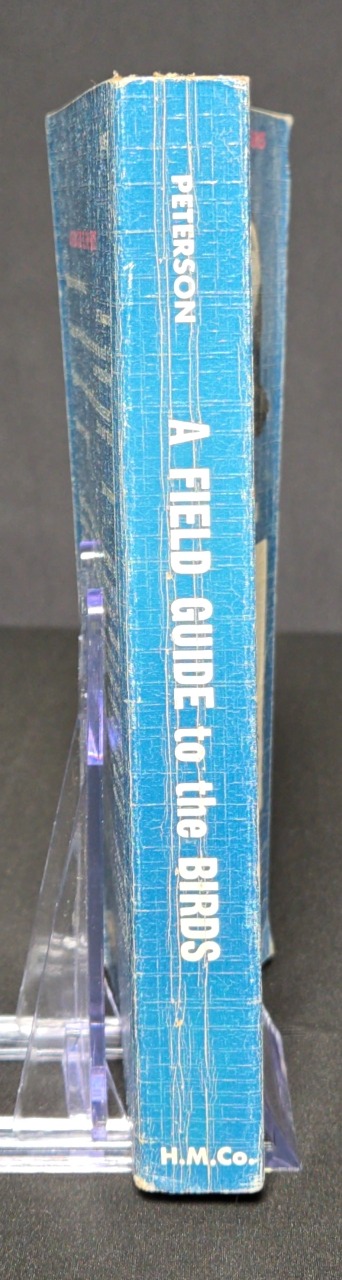 PETERSON
A FIELD GUIDE to the BIRDS
H.M.Co.